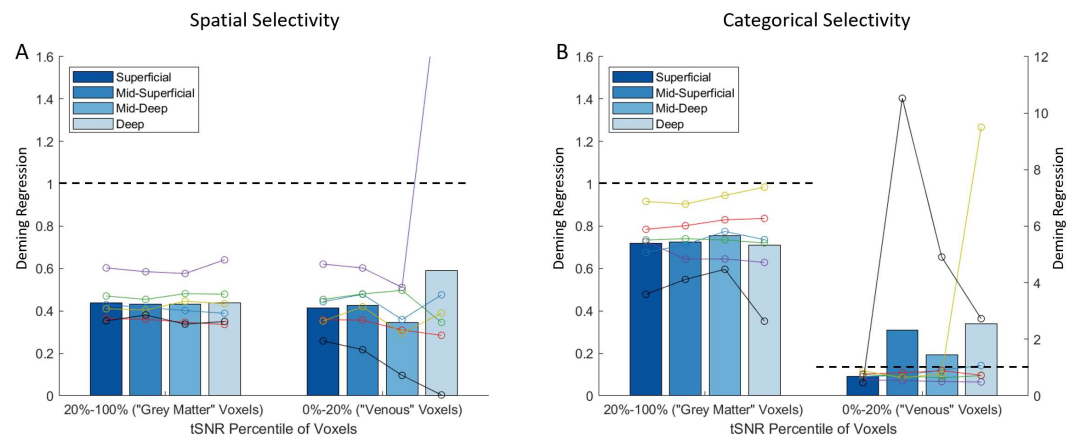 Spatial Selectivity
Categorical Selectivity
A
B
1.6
1.4
1.2
1
0.8
0.6
0.4
0.2
0
Deming Regression
Superficial
Mid-Superficial
Mid-Deep
Deep
20%-100% ("Grey Matter" Voxels)
0%-20% ("Venous" Voxels)
tSNR Percentile of Voxels
1.6
1.4
1.2
1
0.8
0.6
0.4
0.2
0
Deming Regression
Superficial
Mid-Superficial
Mid-Deep
Deep
12
10
8
6
4
2
0
Deming Regression
20%-100% ("Grey Matter" Voxels)
0%-20% ("Venous" Voxels)
tSNR Percentile of Voxels